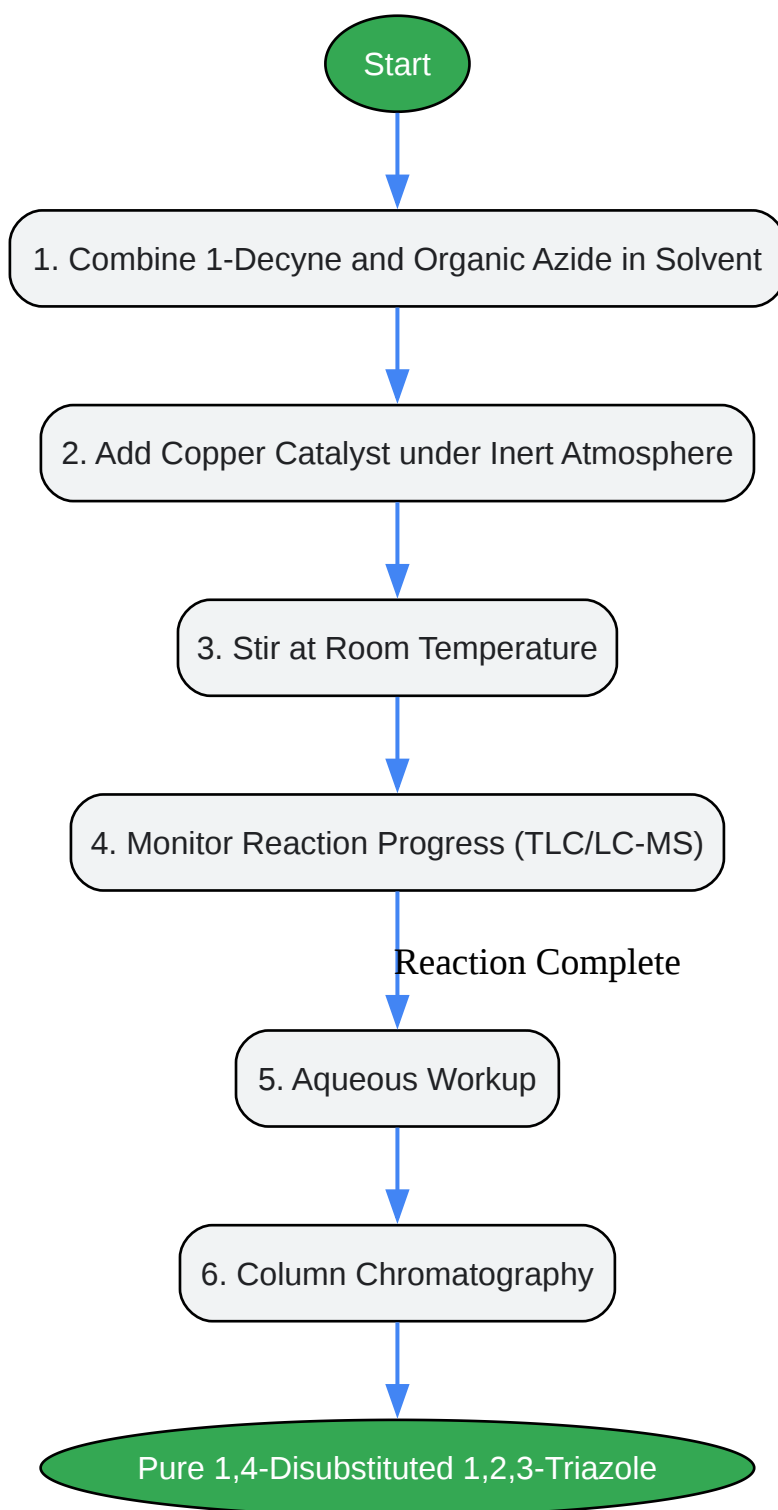 Start
1. Combine 1-Decyne and Organic Azide in Solvent
2. Add Copper Catalyst under Inert Atmosphere
3. Stir at Room Temperature
4. Monitor Reaction Progress (TLC/LC-MS)
Reaction Complete
5. Aqueous Workup
6. Column Chromatography
Pure 1,4-Disubstituted 1,2,3-Triazole